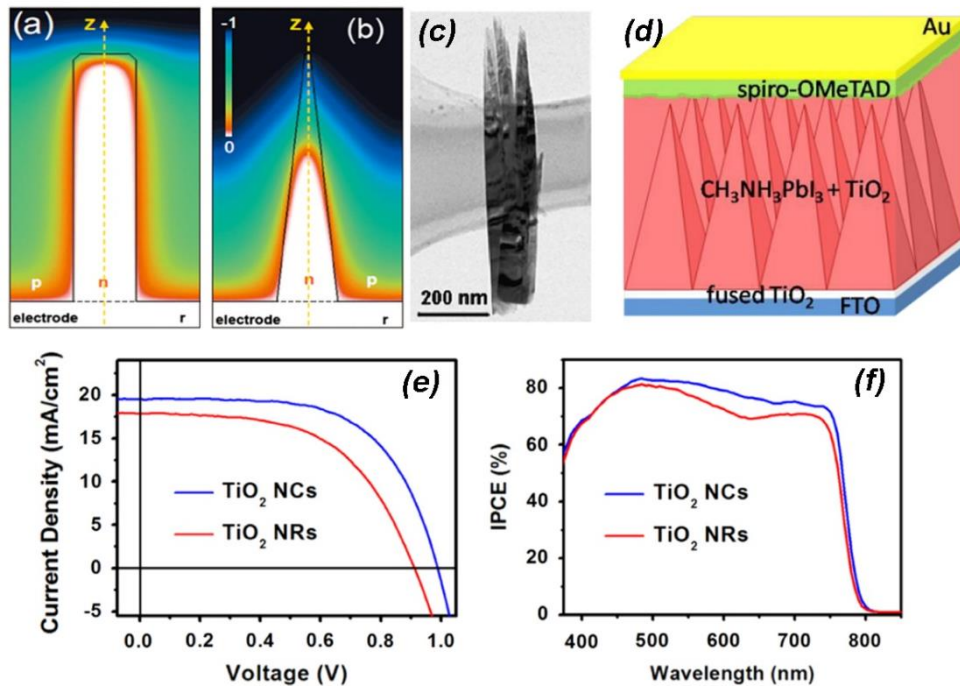 (a)
Z
p
n
electrode
r
(b)
Z
-1
0
n
p
electrode
r
(c)
200 nm
(d)
Au
spiro-OMeTAD
CH₃NH₃PbI₃ + TiO₂
fused TiO₂
FTO
(e)
Current Density (mA/cm²)
20
15
10
5
0
-5
TiO₂ NCs
TiO₂ NRs
0.0 0.2 0.4 0.6 0.8 1.0
Voltage (V)
(f)
IPCE (%)
80
60
40
20
0
TiO₂ NCs
TiO₂ NRs
400 500 600 700 800
Wavelength (nm)